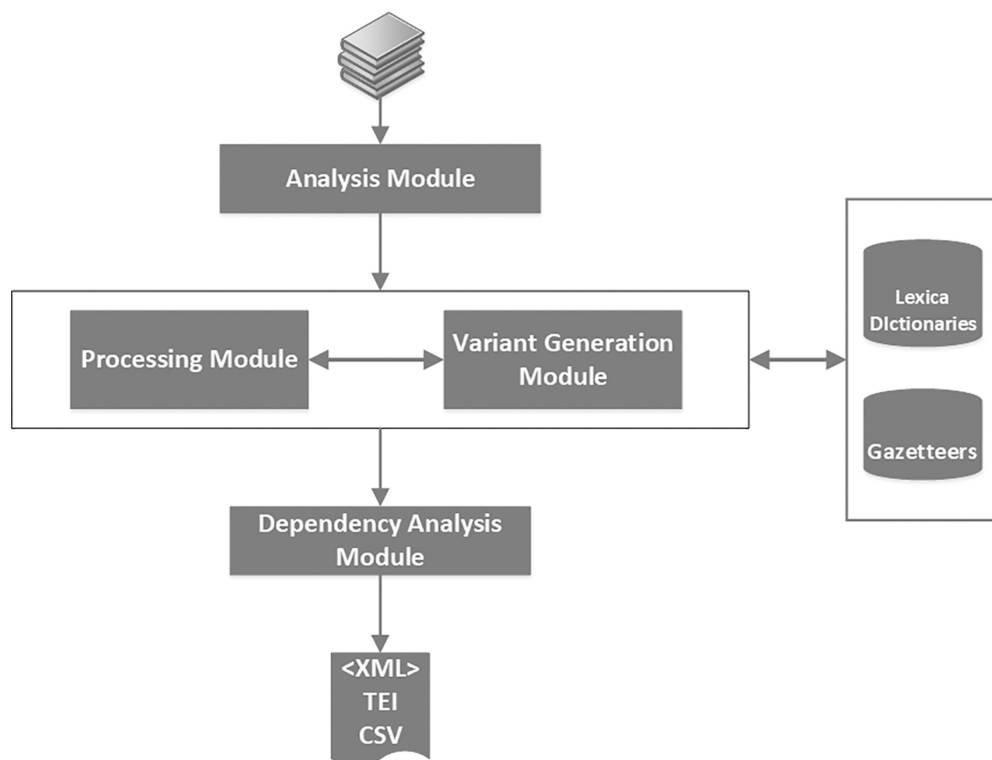 Analysis Module
Processing Module
Variant Generation
Module
Lexica
DIctionaries
Gazetteers
Dependency Analysis
Module
<XML>
TEI
CSV